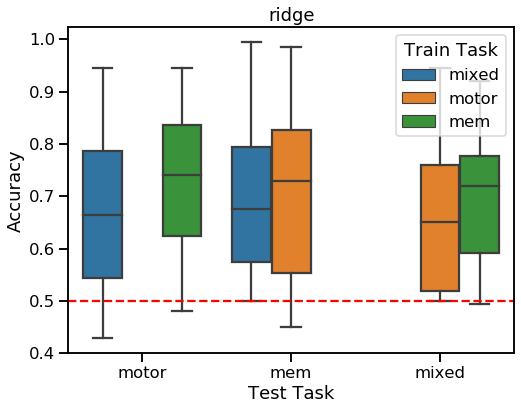 ridge
Train Task
mixed
motor
mem
Accuracy
1.0
0.9
0.8
0.7
0.6
0.5
0.4
motor mem mixed
Test Task